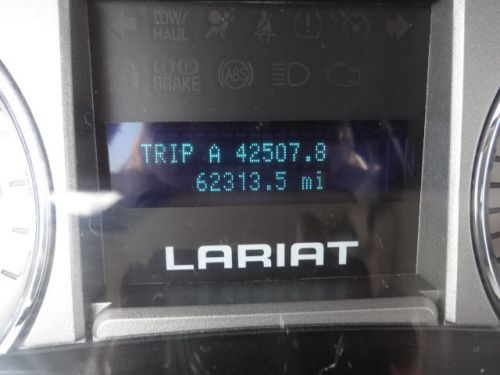 TOW/
HAUL
BRAKE
ABS
TRIP A 42507.8
62313.5 mi
LARIAT